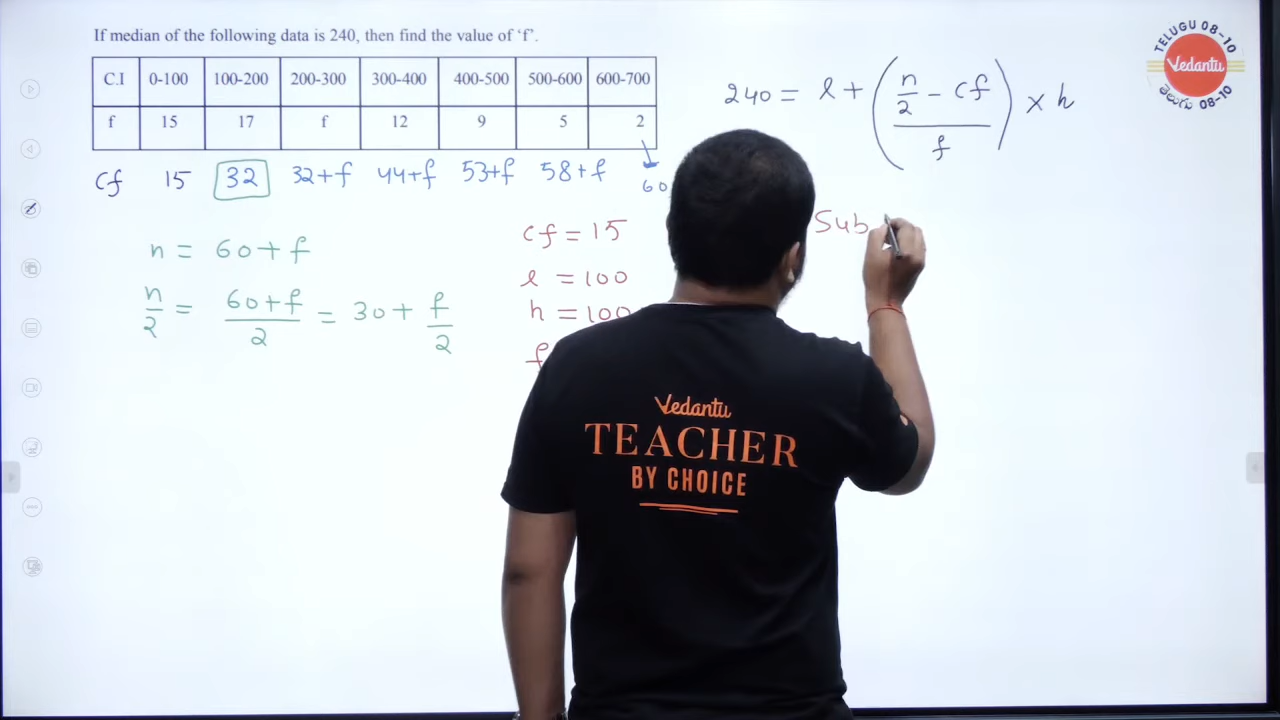 If median of the following data is 240, then find the value of ‘f’.
C.I 0-100 100-200 200-300 300-400 400-500 500-600 600-700
f 15 17 f 12 9 5 2
cf 15 32 32+f 44+f 53+f 58+f 60
n = 60+f
n/2 = (60+f)/2 = 30 + f/2
cf = 15
l = 100
h = 100
f
240 = l + ((n/2 - cf)/f) × h
Sub
TELUGU 08-10
Vedantu
తెలుగు 08-10
Vedantu
TEACHER
BY CHOICE